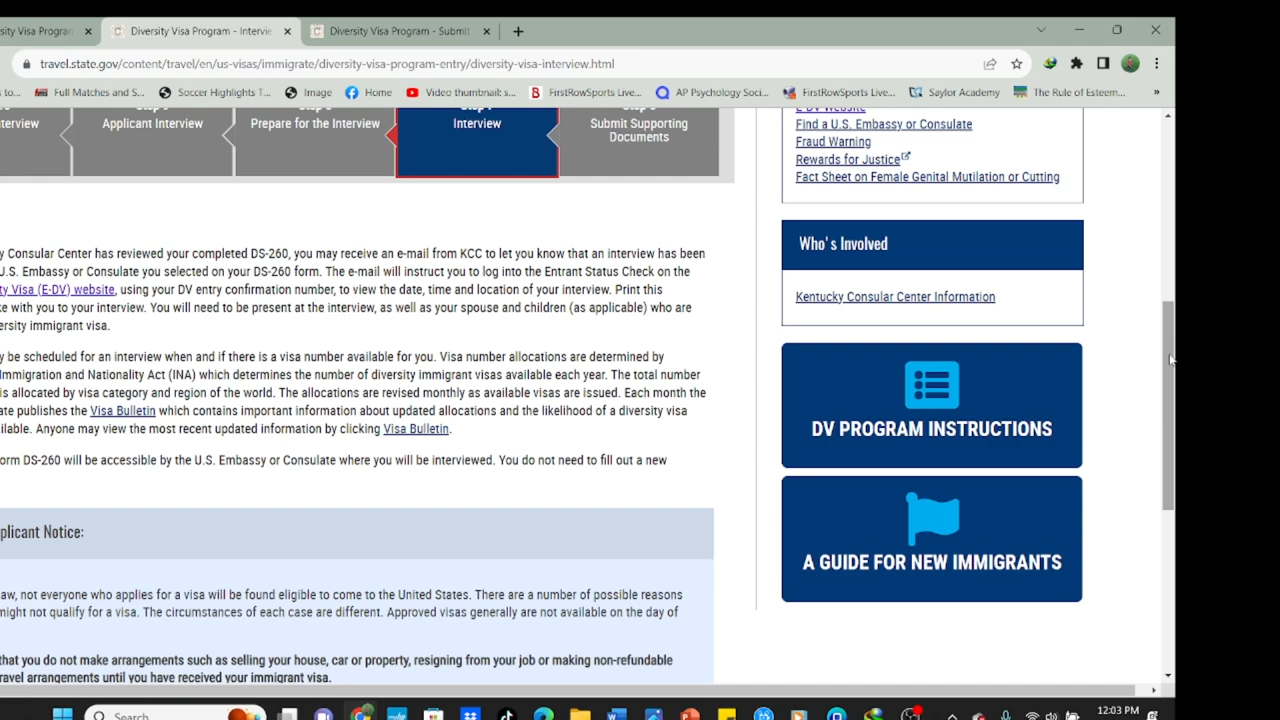 sity Visa Program
Diversity Visa Program - Intervie
Diversity Visa Program - Submit
travel.state.gov/content/travel/en/us-visas/immigrate/diversity-visa-program-entry/diversity-visa-interview.html
s to...
Full Matches and S...
Soccer Highlights T...
Image
Home
Video thumbnail: s...
FirstRowSports Live...
AP Psychology Soci...
FirstRowSports Live...
Saylor Academy
The Rule of Esteem...
»
nterview
Applicant Interview
Prepare for the Interview
Interview
Submit Supporting
Documents
E-DV Website
Find a U.S. Embassy or Consulate
Fraud Warning
Rewards for Justice
Fact Sheet on Female Genital Mutilation or Cutting
Who's Involved
Kentucky Consular Center Information
DV PROGRAM INSTRUCTIONS
A GUIDE FOR NEW IMMIGRANTS
y Consular Center has reviewed your completed DS-260, you may receive an e-mail from KCC to let you know that an interview has been
U.S. Embassy or Consulate you selected on your DS-260 form. The e-mail will instruct you to log into the Entrant Status Check on the
ty Visa (E-DV) website, using your DV entry confirmation number, to view the date, time and location of your interview. Print this
ke with you to your interview. You will need to be present at the interview, as well as your spouse and children (as applicable) who are
ersity immigrant visa.
y be scheduled for an interview when and if there is a visa number available for you. Visa number allocations are determined by
Immigration and Nationality Act (INA) which determines the number of diversity immigrant visas available each year. The total number
is allocated by visa category and region of the world. The allocations are revised monthly as available visas are issued. Each month the
ate publishes the Visa Bulletin which contains important information about updated allocations and the likelihood of a diversity visa
ilable. Anyone may view the most recent updated information by clicking Visa Bulletin.
orm DS-260 will be accessible by the U.S. Embassy or Consulate where you will be interviewed. You do not need to fill out a new
plicant Notice:
aw, not everyone who applies for a visa will be found eligible to come to the United States. There are a number of possible reasons
might not qualify for a visa. The circumstances of each case are different. Approved visas generally are not available on the day of
that you do not make arrangements such as selling your house, car or property, resigning from your job or making non-refundable
ravel arrangements until you have received your immigrant visa.
Search
12:03 PM